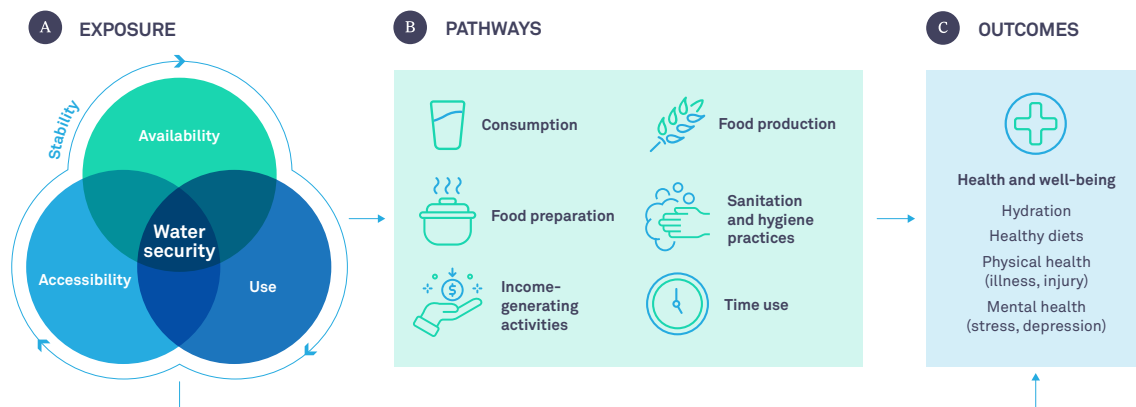 A EXPOSURE
Stability
Availability
Water
security
Accessibility
Use
B PATHWAYS
Consumption
Food production
Food preparation
Sanitation
and hygiene
practices
Income-
generating
activities
$
Time use
C OUTCOMES
Health and well-being
Hydration
Healthy diets
Physical health
(illness, injury)
Mental health
(stress, depression)